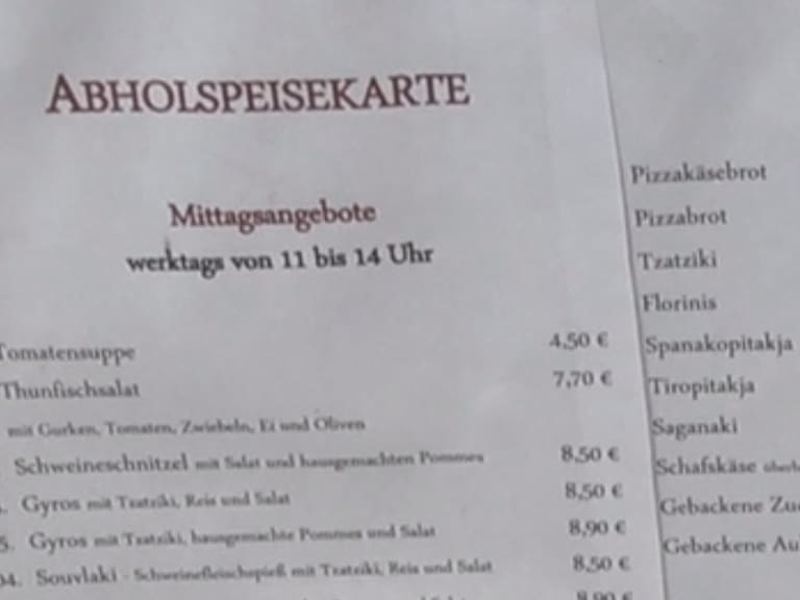 ABHOLSPEISEKARTE
Mittagsangebote
werktags von 11 bis 14 Uhr
Tomatensuppe 4,50 €
Thunfischsalat 7,70 €
mit Gurken, Tomaten, Zwiebeln, Ei und Oliven
Schweineschnitzel mit Salat und hausgemachten Pommes 8,50 €
Gyros mit Tzatziki, Reis und Salat 8,50 €
5. Gyros mit Tzatziki, hausgemachte Pommes und Salat 8,90 €
04. Souvlaki - Schweinefleischspieß mit Tzatziki, Reis und Salat 8,50 €
8,90 €
Pizzakäsebrot
Pizzabrot
Tzatziki
Florinis
Spanakopitakja
Tiropitakja
Saganaki
Schafskäse
Gebackene
Gebackene